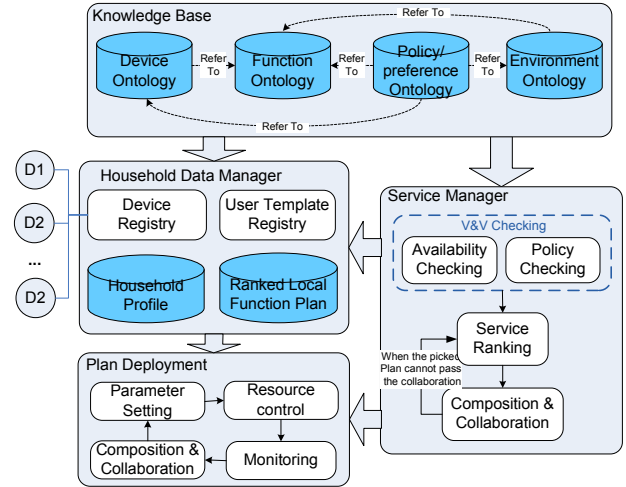 Knowledge Base
Device
Ontology
Refer
To
Function
Ontology
Refer
To
Policy/
preference
Ontology
Refer
To
Environment
Ontology
Refer To
Refer To
D1
D2
...
D2
Household Data Manager
Device
Registry
User Template
Registry
Household
Profile
Ranked Local
Function Plan
Service Manager
V&V Checking
Availability
Checking
Policy
Checking
Service
Ranking
When the picked
Plan cannot pass
the collaboration
Composition &
Collaboration
Plan Deployment
Parameter
Setting
Resource
control
Composition &
Collaboration
Monitoring